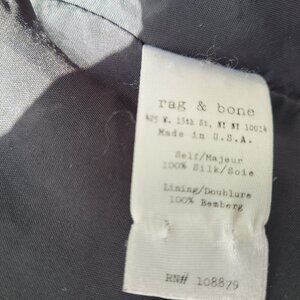 rag & bone
425 W. 13th St, NY NY 10014
Made in U.S.A.
Self/Majeur
100% Silk/Soie
Lining/Doublure
100% Bemberg
RN# 108879